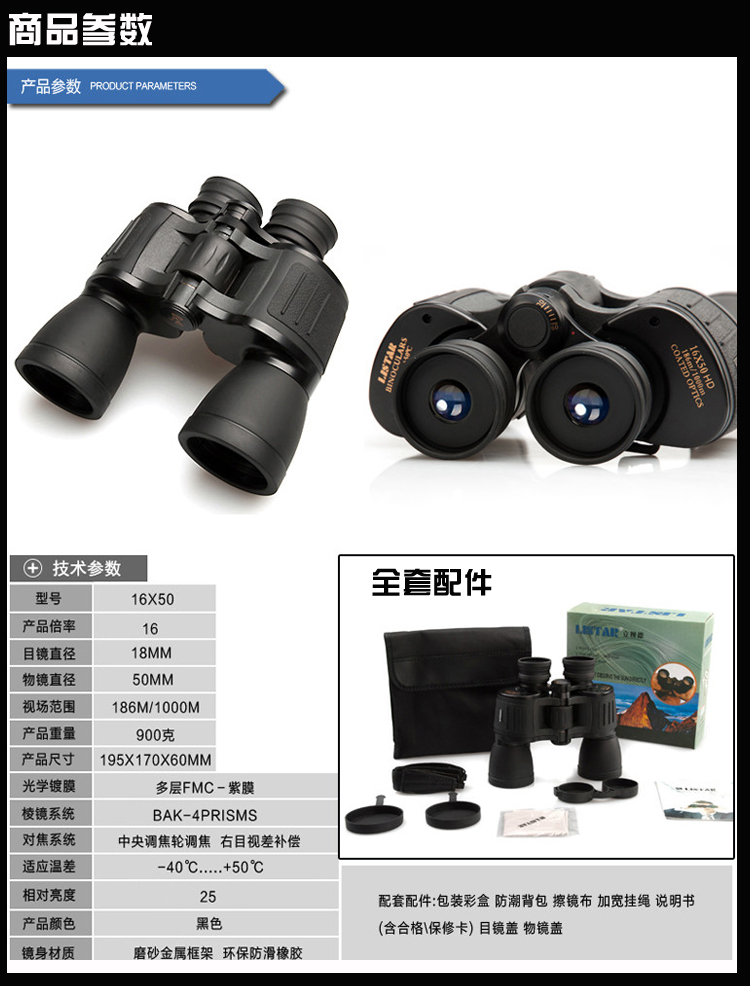 商品参数
产品参数 PRODUCT PARAMETERS
LISTAR
BINOCULARS
16X50 HD
186m/1000m
COATED OPTICS
技术参数
型号 16X50
产品倍率 16
目镜直径 18MM
物镜直径 50MM
视场范围 186M/1000M
产品重量 900克
产品尺寸 195X170X60MM
光学镀膜 多层FMC－紫膜
棱镜系统 BAK-4PRISMS
对焦系统 中央调焦轮调焦 右目视差补偿
适应温差 -40℃.....+50℃
相对亮度 25
产品颜色 黑色
镜身材质 磨砂金属框架 环保防滑橡胶
全套配件
LISTAR
LISTAR
LISTAR
配套配件:包装彩盒 防潮背包 擦镜布 加宽挂绳 说明书
(含合格\保修卡) 目镜盖 物镜盖